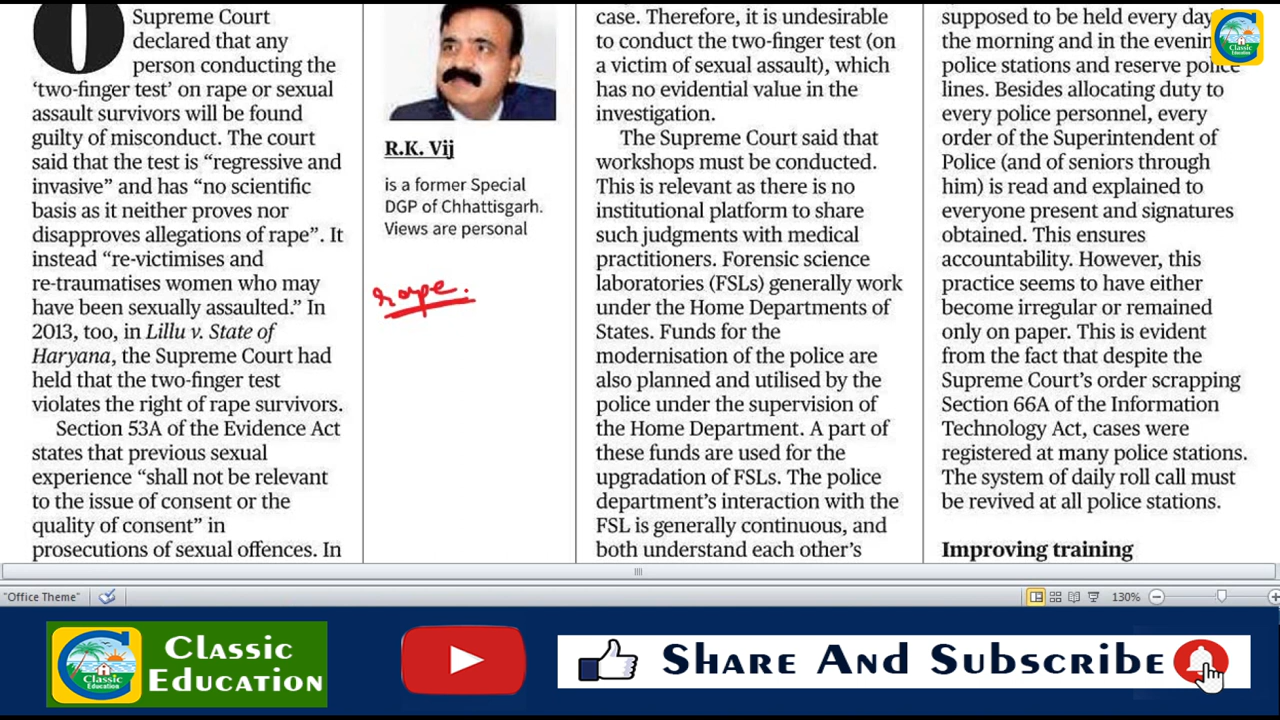 Supreme Court
declared that any
person conducting the
‘two-finger test’ on rape or sexual
assault survivors will be found
guilty of misconduct. The court
said that the test is “regressive and
invasive” and has “no scientific
basis as it neither proves nor
disapproves allegations of rape”. It
instead “re-victimises and
re-traumatises women who may
have been sexually assaulted.” In
2013, too, in Lillu v. State of
Haryana, the Supreme Court had
held that the two-finger test
violates the right of rape survivors.
Section 53A of the Evidence Act
states that previous sexual
experience “shall not be relevant
to the issue of consent or the
quality of consent” in
prosecutions of sexual offences. In
R.K. Vij
is a former Special
DGP of Chhattisgarh.
Views are personal
rape.
case. Therefore, it is undesirable
to conduct the two-finger test (on
a victim of sexual assault), which
has no evidential value in the
investigation.
The Supreme Court said that
workshops must be conducted.
This is relevant as there is no
institutional platform to share
such judgments with medical
practitioners. Forensic science
laboratories (FSLs) generally work
under the Home Departments of
States. Funds for the
modernisation of the police are
also planned and utilised by the
police under the supervision of
the Home Department. A part of
these funds are used for the
upgradation of FSLs. The police
department’s interaction with the
FSL is generally continuous, and
both understand each other’s
supposed to be held every day
the morning and in the evening
police stations and reserve police
lines. Besides allocating duty to
every police personnel, every
order of the Superintendent of
Police (and of seniors through
him) is read and explained to
everyone present and signatures
obtained. This ensures
accountability. However, this
practice seems to have either
become irregular or remained
only on paper. This is evident
from the fact that despite the
Supreme Court’s order scrapping
Section 66A of the Information
Technology Act, cases were
registered at many police stations.
The system of daily roll call must
be revived at all police stations.
Improving training
Classic
Education
"Office Theme"
130%
Classic
Education
Classic
Education
Share And Subscribe